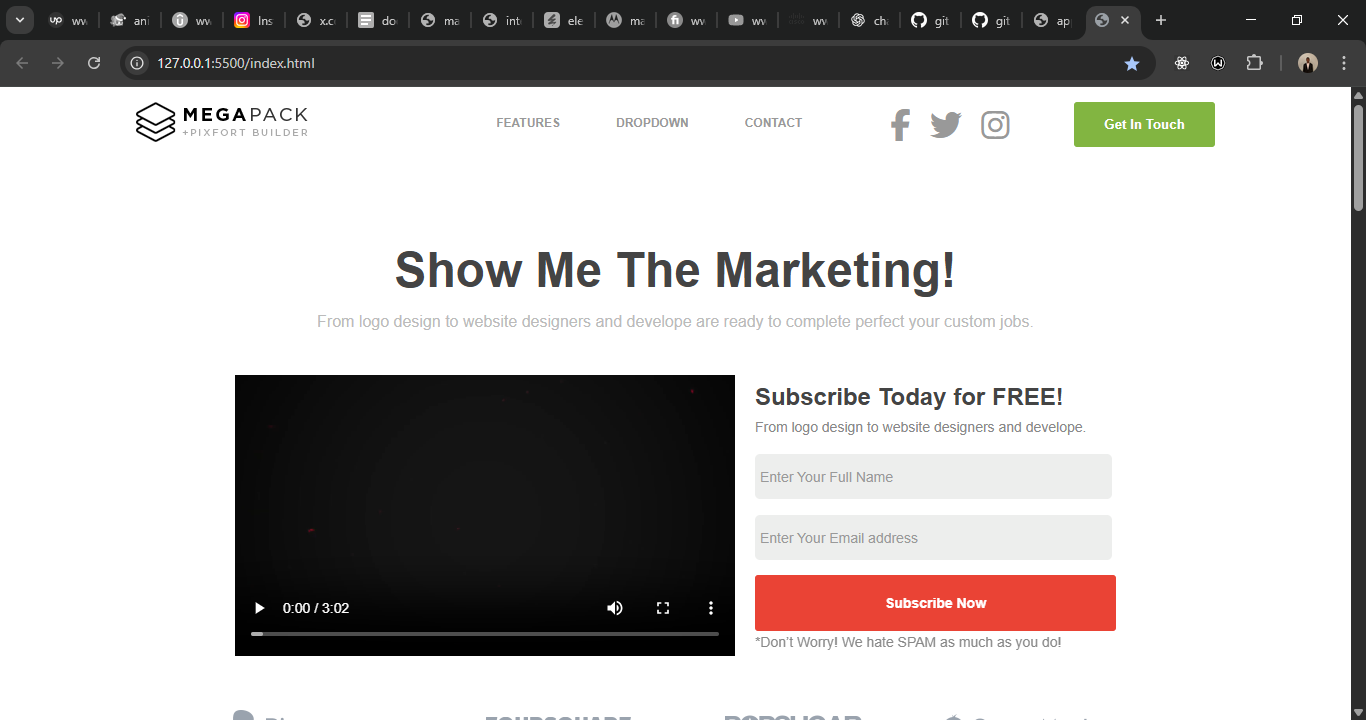 up ww
ani
ww
Ins
x.c
doc
ma
int
ele
ma
ww
ww
ww
cha
git
git
ap
127.0.0.1:5500/index.html
MEGAPACK
+PIXFORT BUILDER
FEATURES DROPDOWN CONTACT
Get In Touch
Show Me The Marketing!
From logo design to website designers and develope are ready to complete perfect your custom jobs.
Subscribe Today for FREE!
From logo design to website designers and develope.
Enter Your Full Name
Enter Your Email address
Subscribe Now
*Don't Worry! We hate SPAM as much as you do!
0:00 / 3:02
FOURSQUARE POPSUGAR